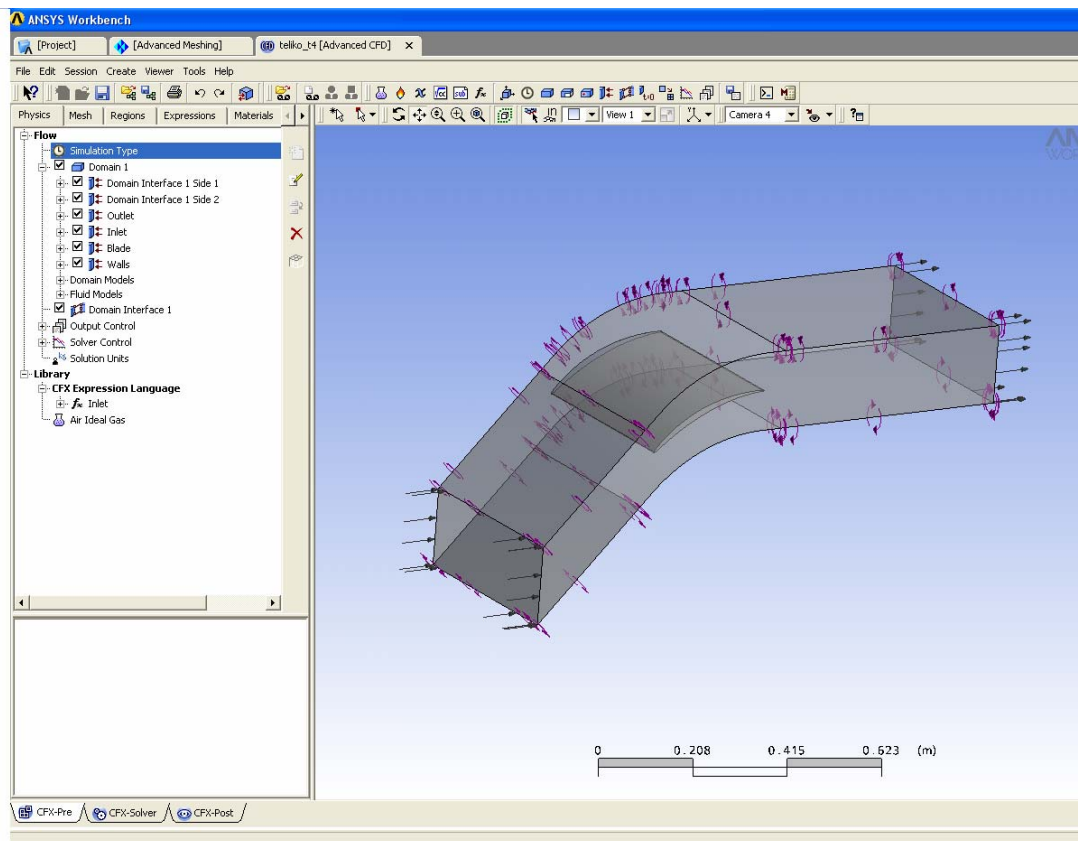 ANSYS Workbench
[Project] [Advanced Meshing] teliko_t4 [Advanced CFD]
File Edit Session Create Viewer Tools Help
View 1 Camera 4
Physics Mesh Regions Expressions Materials
Flow
Simulation Type
Domain 1
Domain Interface 1 Side 1
Domain Interface 1 Side 2
Outlet
Inlet
Blade
Walls
Domain Models
Fluid Models
Domain Interface 1
Output Control
Solver Control
Solution Units
Library
CFX Expression Language
Inlet
Air Ideal Gas
0 0.208 0.415 0.623 (m)
CFX-Pre CFX-Solver CFX-Post